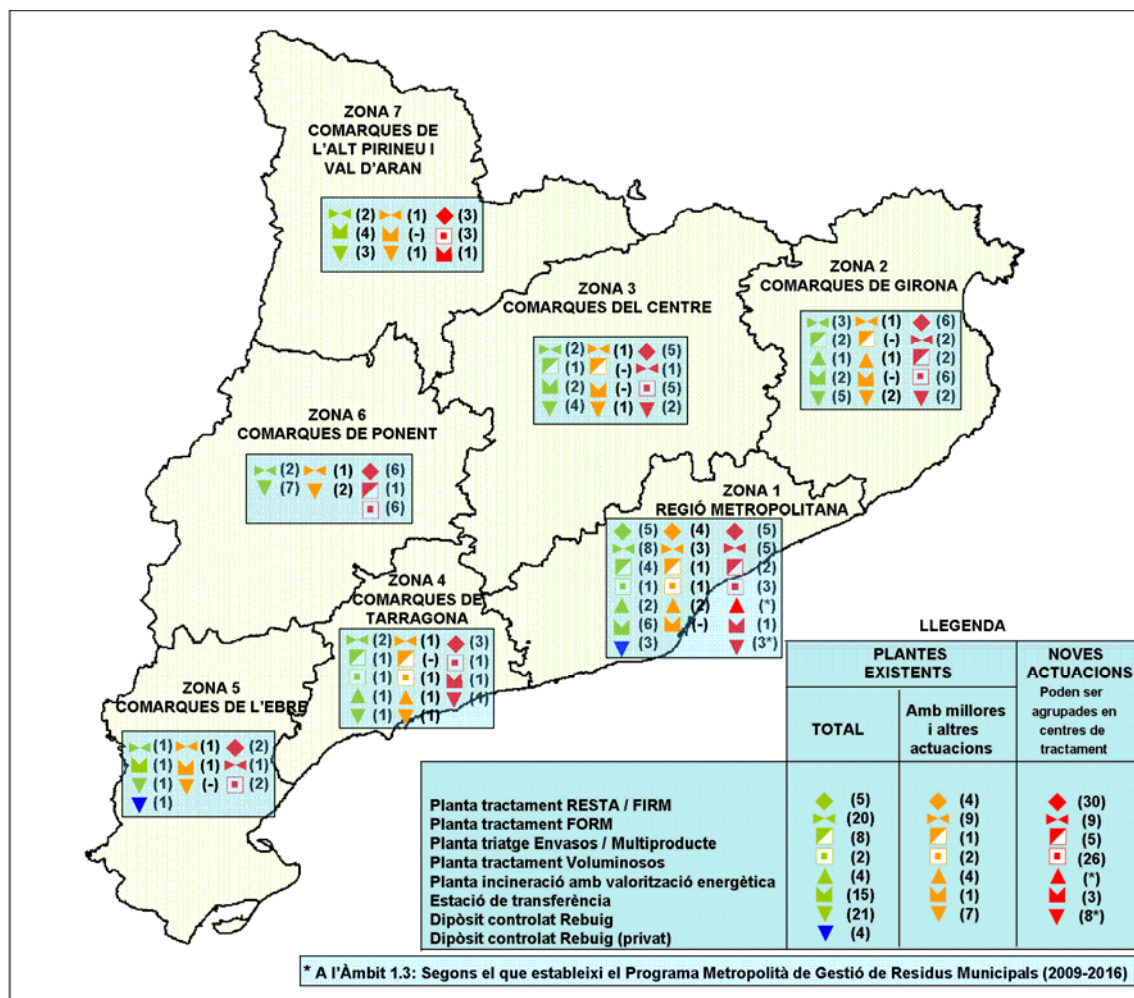 ZONA 7
COMARQUES DE
L'ALT PIRINEU I
VAL D'ARAN
(2) (1) (3)
(4) (-) (3)
(3) (1) (1)
ZONA 2
COMARQUES DE GIRONA
(3) (1) (6)
(2) (-) (2)
(1) (1) (2)
(2) (-) (6)
(5) (2) (2)
ZONA 3
COMARQUES DEL CENTRE
(2) (1) (5)
(1) (-) (1)
(2) (-) (5)
(4) (1) (2)
ZONA 6
COMARQUES DE PONENT
(2) (1) (6)
(7) (2) (1)
(6)
ZONA 1
REGIÓ METROPOLITANA
(5) (4) (5)
(8) (3) (5)
(4) (1) (2)
(1) (1) (3)
(2) (2) (*)
(6) (-) (1)
(3) (3*)
ZONA 4
COMARQUES DE
TARRAGONA
(2) (1) (3)
(1) (-) (1)
(1) (1) (1)
(1) (1) (1)
(1) (1)
ZONA 5
COMARQUES DE L'EBRE
(1) (1) (2)
(1) (1) (1)
(1) (-) (2)
(1)
LLEGENDA
PLANTES
EXISTENTS
NOVES
ACTUACIONS
Poden ser
agrupades en
centres de
tractament
TOTAL
Amb millores
i altres
actuacions
Planta tractament RESTA / FIRM (5) (4) (30)
Planta tractament FORM (20) (9) (9)
Planta triatge Envasos / Multiproducte (8) (1) (5)
Planta tractament Voluminosos (2) (2) (26)
Planta incineració amb valorització energètica (4) (4) (*)
Estació de transferència (15) (1) (3)
Dipòsit controlat Rebuig (21) (7) (8*)
Dipòsit controlat Rebuig (privat) (4)
* A l'Àmbit 1.3: Segons el que estableixi el Programa Metropolità de Gestió de Residus Municipals (2009-2016)